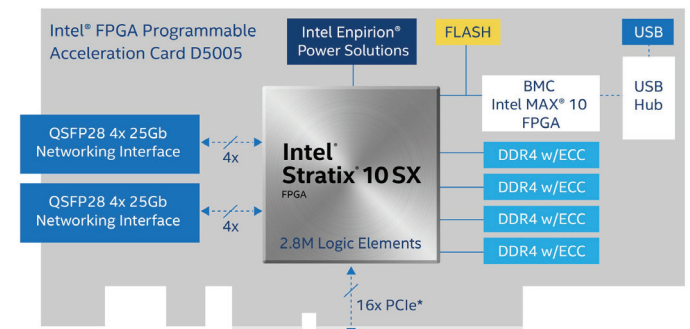 Intel® FPGA Programmable
Acceleration Card D5005
Intel Enpirion®
Power Solutions
FLASH
USB
BMC
Intel MAX® 10
FPGA
USB
Hub
QSFP28 4x 25Gb
Networking Interface
4x
QSFP28 4x 25Gb
Networking Interface
4x
Intel®
Stratix® 10 SX
FPGA
2.8M Logic Elements
DDR4 w/ECC
DDR4 w/ECC
DDR4 w/ECC
DDR4 w/ECC
16x PCIe*